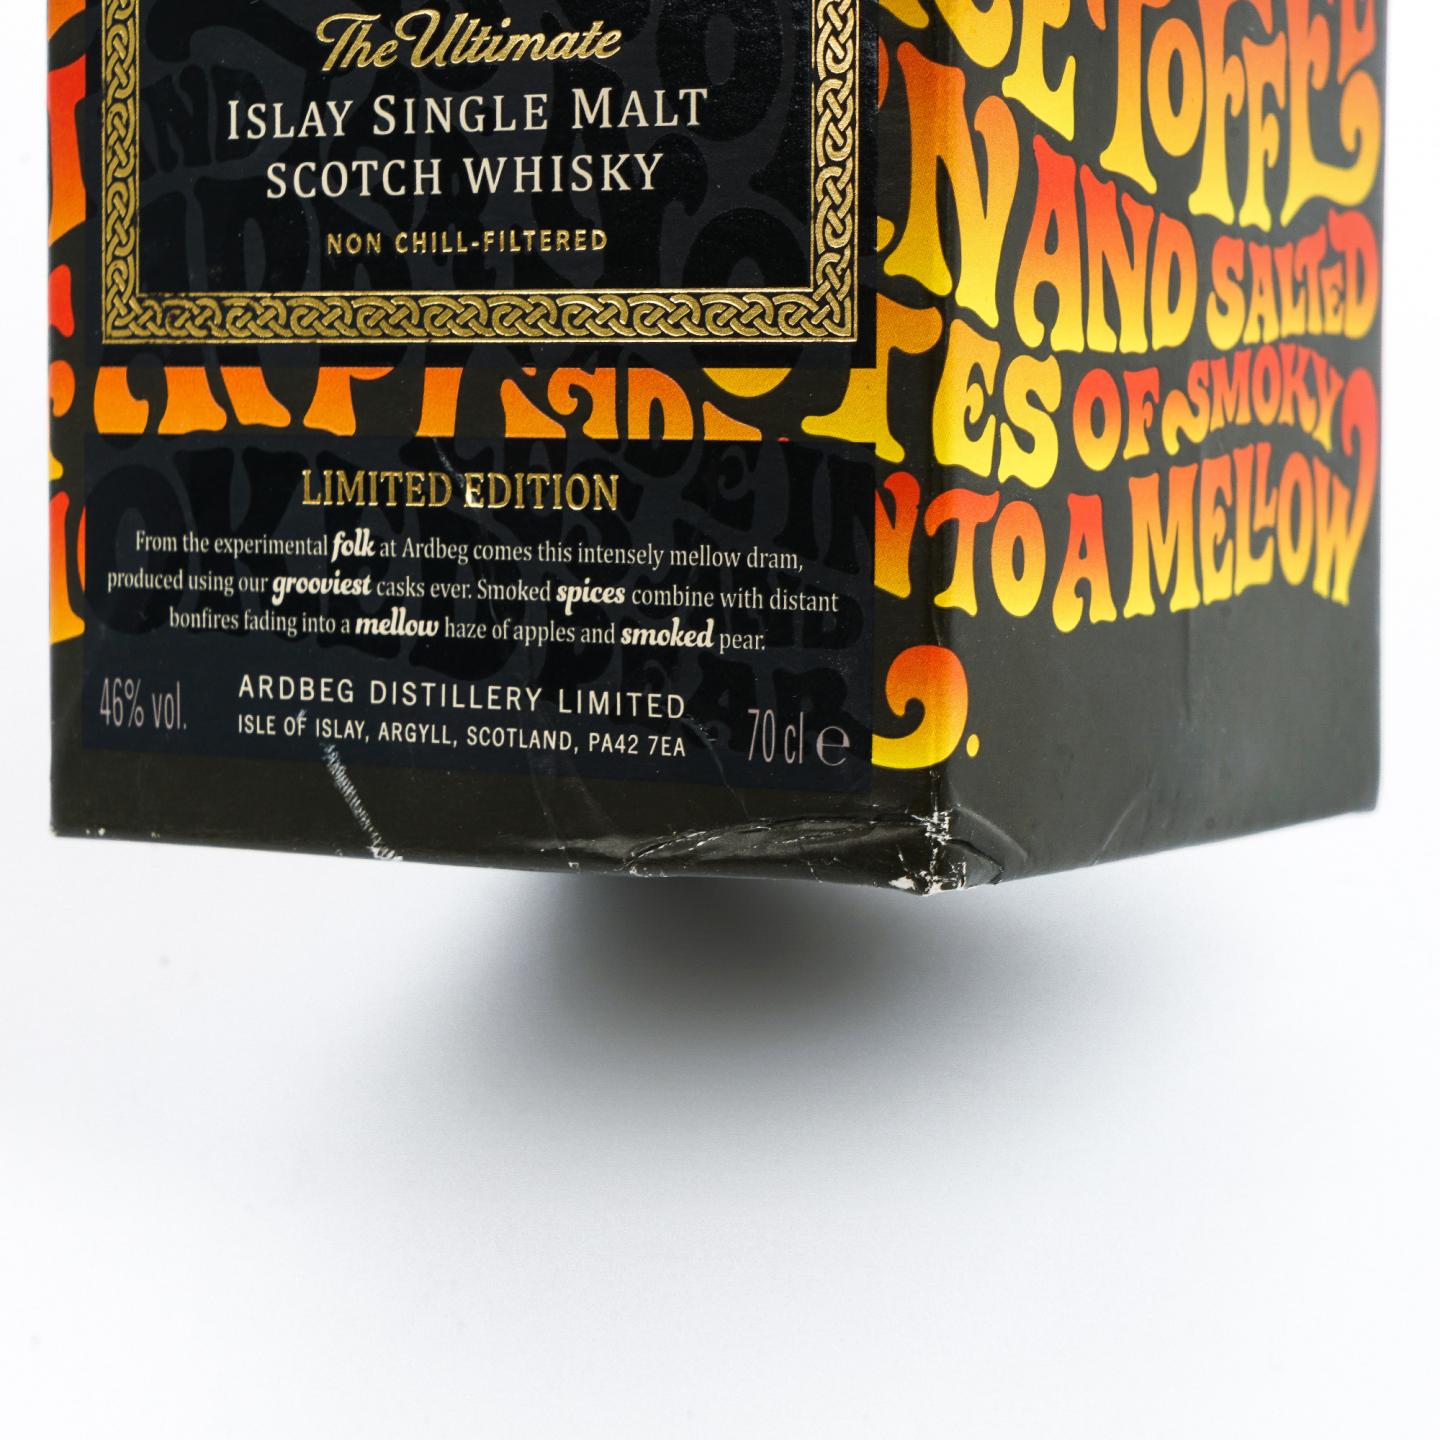 The Ultimate
ISLAY SINGLE MALT
SCOTCH WHISKY
NON CHILL-FILTERED
LIMITED EDITION
From the experimental folk at Ardbeg comes this intensely mellow dram,
produced using our grooviest casks ever. Smoked spices combine with distant
bonfires fading into a mellow haze of apples and smoked pear.
46% vol.
ARDBEG DISTILLERY LIMITED
ISLE OF ISLAY, ARGYLL, SCOTLAND, PA42 7EA
70 cl e
TOFFEE
AND SALTED
OF SMOKY
INTO A MELLOW